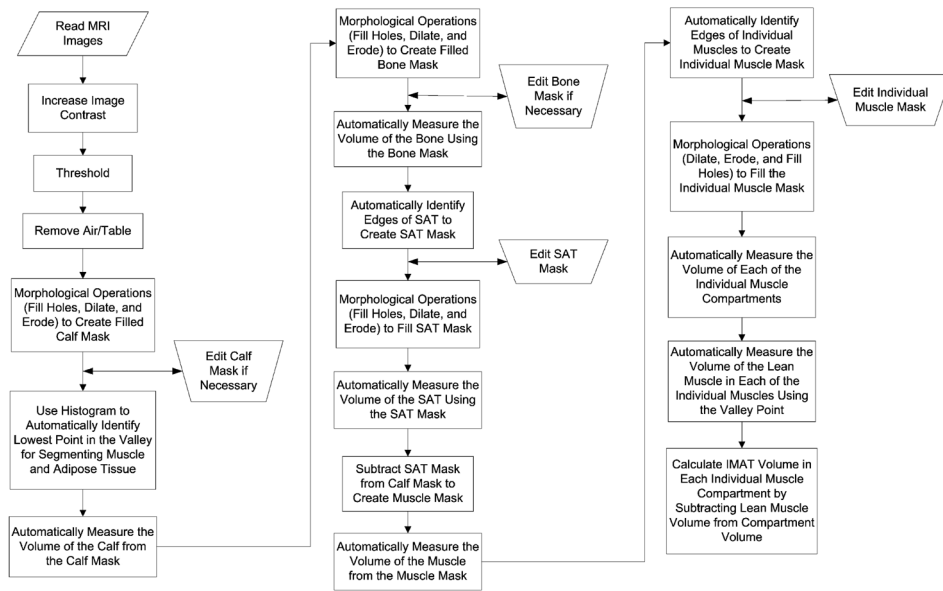 Read MRI
Images
Increase Image
Contrast
Threshold
Remove Air/Table
Morphological Operations
(Fill Holes, Dilate, and
Erode) to Create Filled
Calf Mask
Edit Calf
Mask if
Necessary
Use Histogram to
Automatically Identify
Lowest Point in the Valley
for Segmenting Muscle
and Adipose Tissue
Automatically Measure the
Volume of the Calf from
the Calf Mask
Morphological Operations
(Fill Holes, Dilate, and
Erode) to Create Filled
Bone Mask
Edit Bone
Mask if
Necessary
Automatically Measure the
Volume of the Bone Using
the Bone Mask
Automatically Identify
Edges of SAT to
Create SAT Mask
Edit SAT
Mask
Morphological Operations
(Fill Holes, Dilate, and
Erode) to Fill SAT Mask
Automatically Measure the
Volume of the SAT Using
the SAT Mask
Subtract SAT Mask
from Calf Mask to
Create Muscle Mask
Automatically Measure the
Volume of the Muscle
from the Muscle Mask
Automatically Identify
Edges of Individual
Muscles to Create
Individual Muscle Mask
Edit Individual
Muscle Mask
Morphological Operations
(Dilate, Erode, and Fill
Holes) to Fill the
Individual Muscle Mask
Automatically Measure the
Volume of Each of the
Individual Muscle
Compartments
Automatically Measure the
Volume of the Lean
Muscle in Each of the
Individual Muscles Using
the Valley Point
Calculate IMAT Volume in
Each Individual Muscle
Compartment by
Subtracting Lean Muscle
Volume from Compartment
Volume